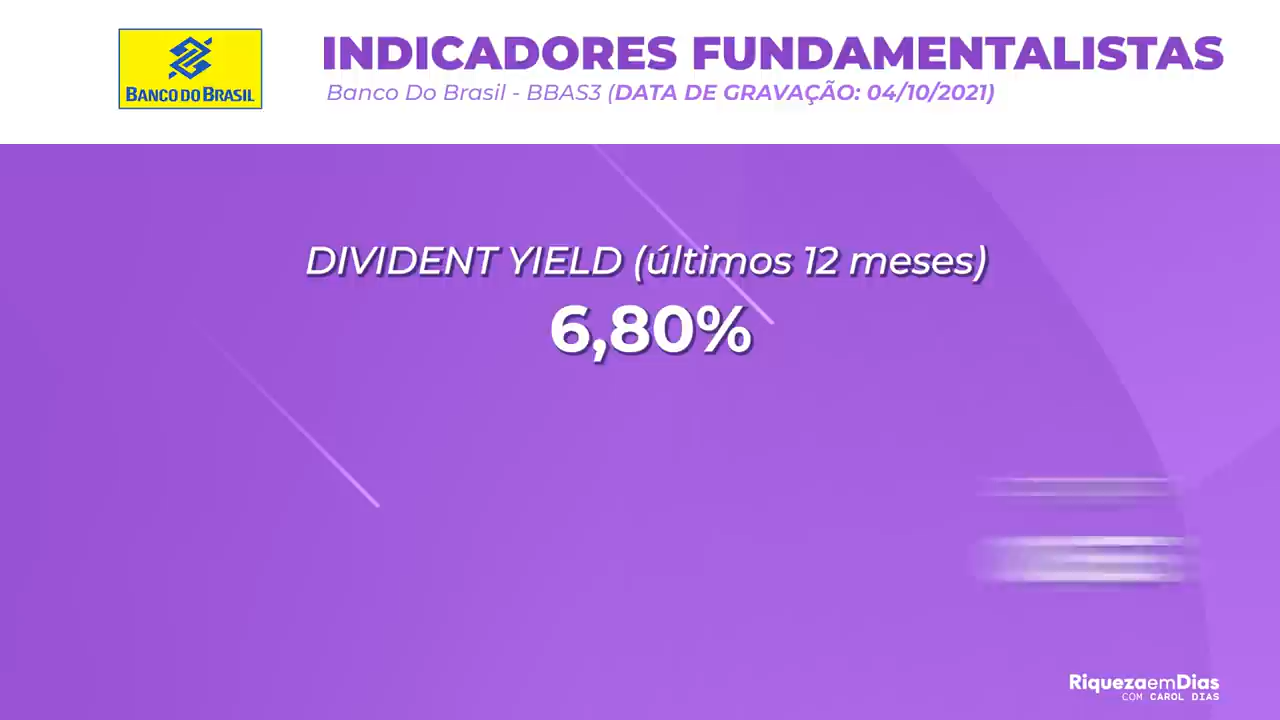 BANCO DO BRASIL
INDICADORES FUNDAMENTALISTAS
Banco Do Brasil - BBAS3 (DATA DE GRAVAÇÃO: 04/10/2021)
DIVIDENT YIELD (últimos 12 meses)
6,80%
RiquezaemDias
COM CAROL DIAS